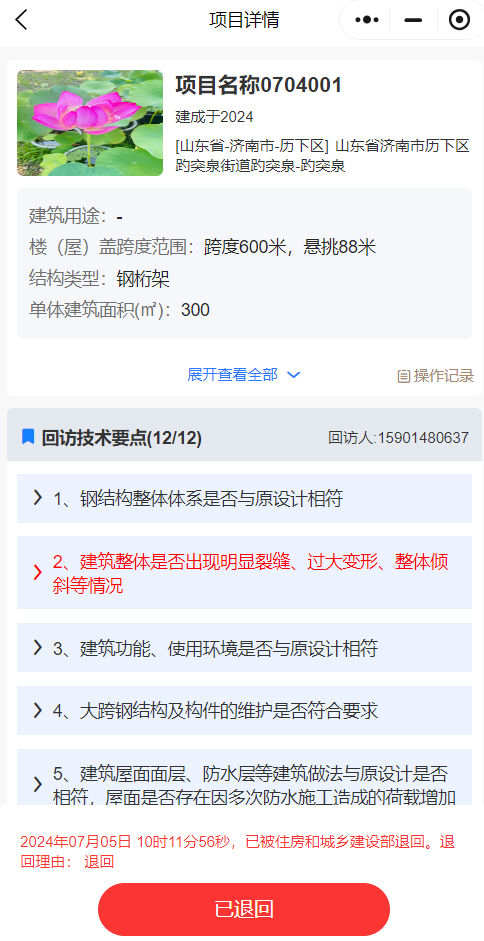 项目详情
项目名称0704001
建成于2024
[山东省-济南市-历下区] 山东省济南市历下区
趵突泉街道趵突泉-趵突泉
建筑用途：-
楼（屋）盖跨度范围：跨度600米，悬挑88米
结构类型：钢桁架
单体建筑面积(㎡)：300
展开查看全部
操作记录
回访技术要点(12/12)
回访人:15901480637
1、钢结构整体体系是否与原设计相符
2、建筑整体是否出现明显裂缝、过大变形、整体倾
斜等情况
3、建筑功能、使用环境是否与原设计相符
4、大跨钢结构及构件的维护是否符合要求
5、建筑屋面面层、防水层等建筑做法与原设计是否
相符，屋面是否存在因多次防水施工造成的荷载增加
2024年07月05日 10时11分56秒，已被住房和城乡建设部退回。退
回理由： 退回
已退回